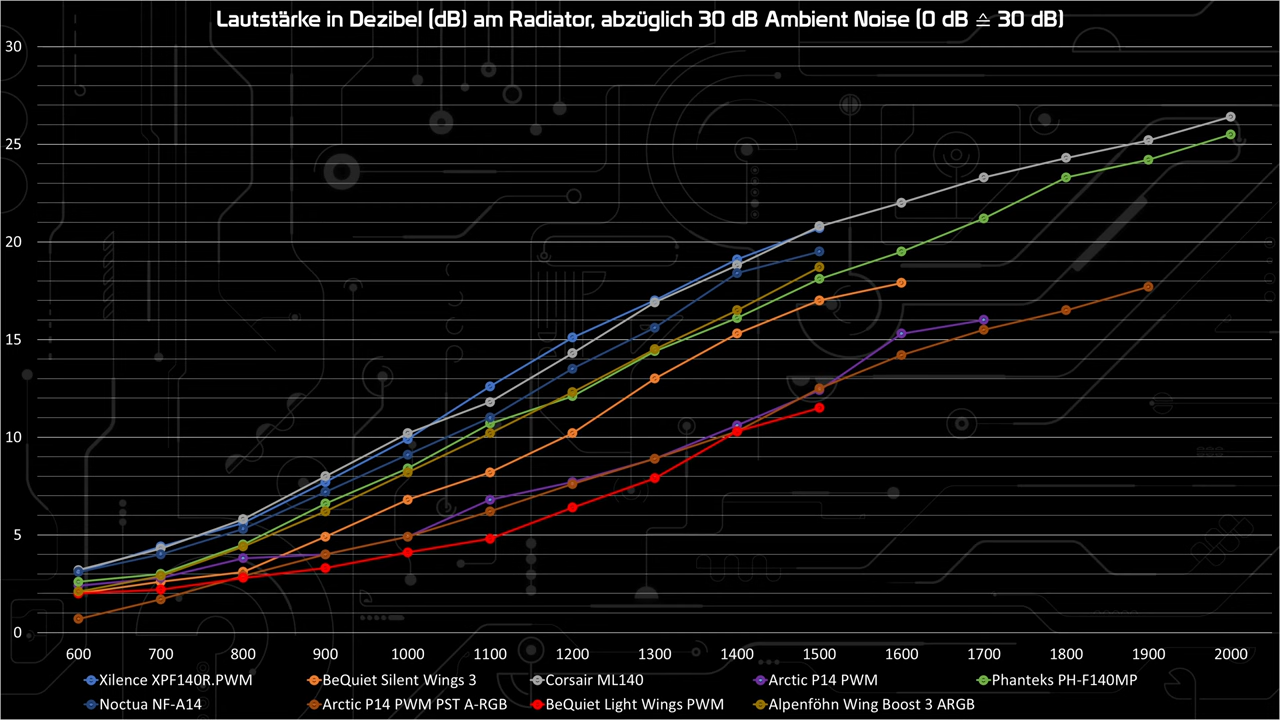 Lautstärke in Dezibel (dB) am Radiator, abzüglich 30 dB Ambient Noise (0 dB ≙ 30 dB)
30
25
20
15
10
5
0
600 700 800 900 1000 1100 1200 1300 1400 1500 1600 1700 1800 1900 2000
Xilence XPF140R.PWM BeQuiet Silent Wings 3 Corsair ML140 Arctic P14 PWM Phanteks PH-F140MP
Noctua NF-A14 Arctic P14 PWM PST A-RGB BeQuiet Light Wings PWM Alpenföhn Wing Boost 3 ARGB